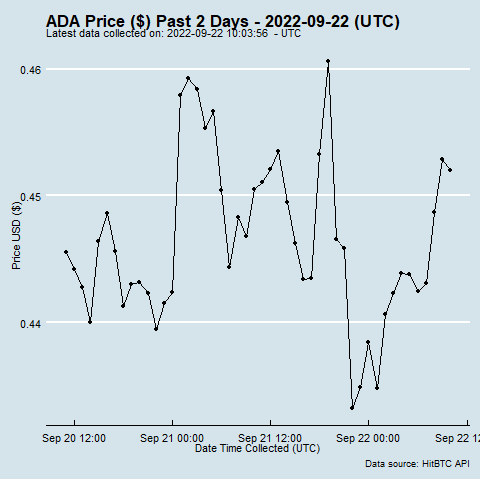 ADA Price ($) Past 2 Days - 2022-09-22 (UTC)
Latest data collected on: 2022-09-22 10:03:56 - UTC
0.46
0.45
0.44
Price USD ($)
Sep 20 12:00 Sep 21 00:00 Sep 21 12:00 Sep 22 00:00 Sep 22 12
Date Time Collected (UTC)
Data source: HitBTC API